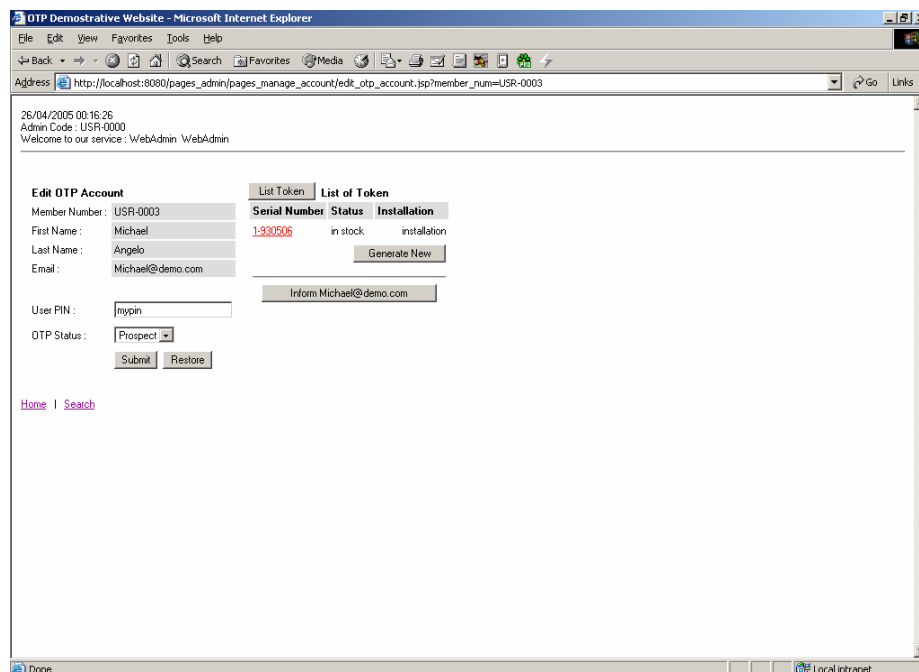 OTP Demostrative Website - Microsoft Internet Explorer
File Edit View Favorites Tools Help
Back Search Favorites Media
Address http://localhost:8080/pages_admin/pages_manage_account/edit_otp_account.jsp?member_num=USR-0003 Go Links
26/04/2005 00:16:26
Admin Code : USR-0000
Welcome to our service : WebAdmin WebAdmin
Edit OTP Account List Token List of Token
Member Number : USR-0003 Serial Number Status Installation
First Name : Michael 1-930506 in stock installation
Last Name : Angelo Generate New
Email : Michael@demo.com
Inform Michael@demo.com
User PIN : mypin
OTP Status : Prospect
Submit Restore
Home | Search
Done Local intranet